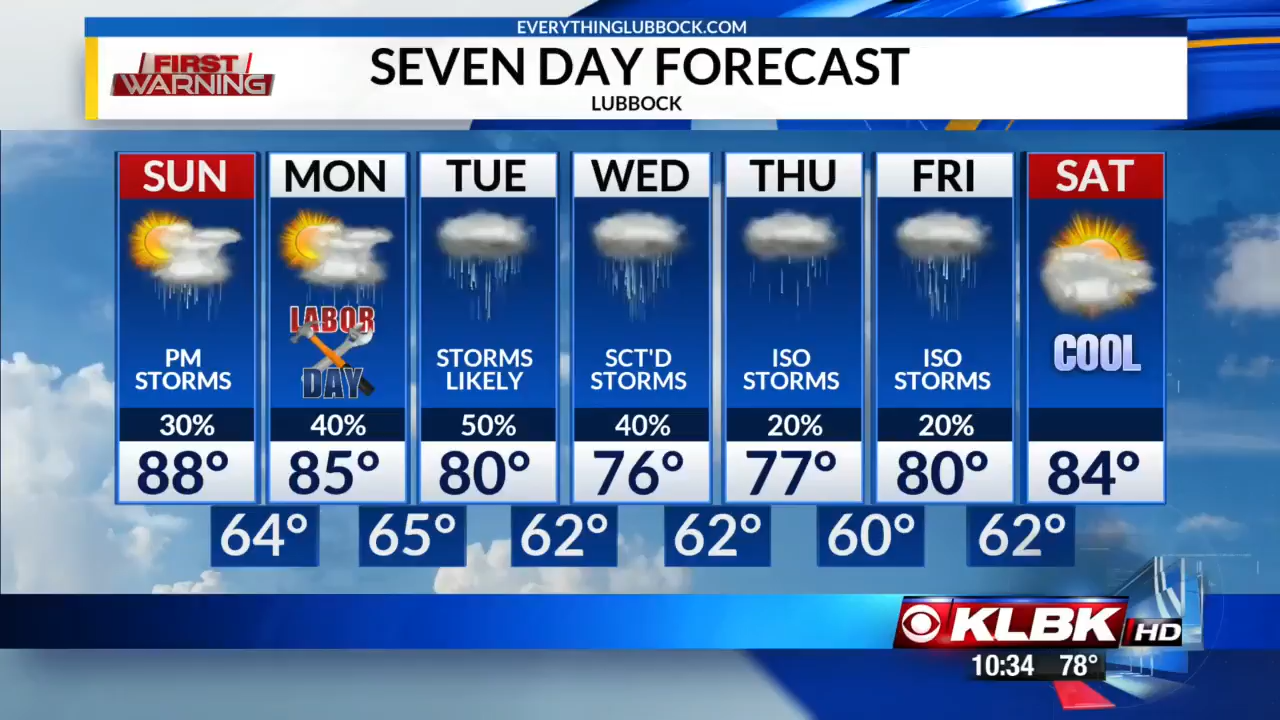 EVERYTHINGLUBBOCK.COM
FIRST
WARNING
SEVEN DAY FORECAST
LUBBOCK
SUN MON TUE WED THU FRI SAT
LABOR
DAY
PM
STORMS
STORMS
LIKELY
SCT'D
STORMS
ISO
STORMS
ISO
STORMS
COOL
30% 40% 50% 40% 20% 20%
88° 85° 80° 76° 77° 80° 84°
64° 65° 62° 62° 60° 62°
KLBK HD
10:34 78°